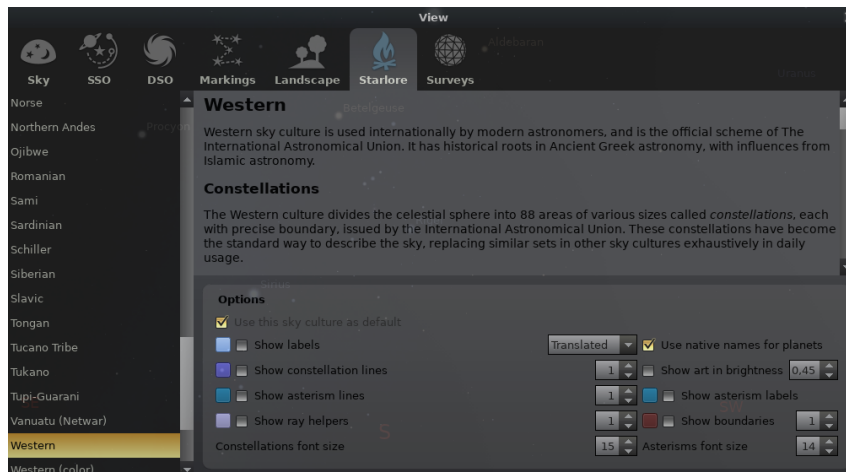 View
Aldebaran
Uranus
Sky SSO DSO Markings Landscape Starlore Surveys
Norse
Northern Andes
Procyon
Ojibwe
Romanian
Sami
Sardinian
Schiller
Siberian
Slavic
Tongan
Tucano Tribe
Tukano
Tupi-Guarani
Vanuatu (Netwar)
Western
Western (color)
Western
Betelgeuse
Western sky culture is used internationally by modern astronomers, and is the official scheme of The
International Astronomical Union. It has historical roots in Ancient Greek astronomy, with influences from
Islamic astronomy.
Constellations
The Western culture divides the celestial sphere into 88 areas of various sizes called constellations, each
with precise boundary, issued by the International Astronomical Union. These constellations have become
the standard way to describe the sky, replacing similar sets in other sky cultures exhaustively in daily
usage.
Sirius
Options
Use this sky culture as default
Show labels Translated Use native names for planets
Show constellation lines 1 Show art in brightness 0,45
Show asterism lines 1 Show asterism labels
Show ray helpers 1 Show boundaries 1
S
Constellations font size 15 Asterisms font size 14